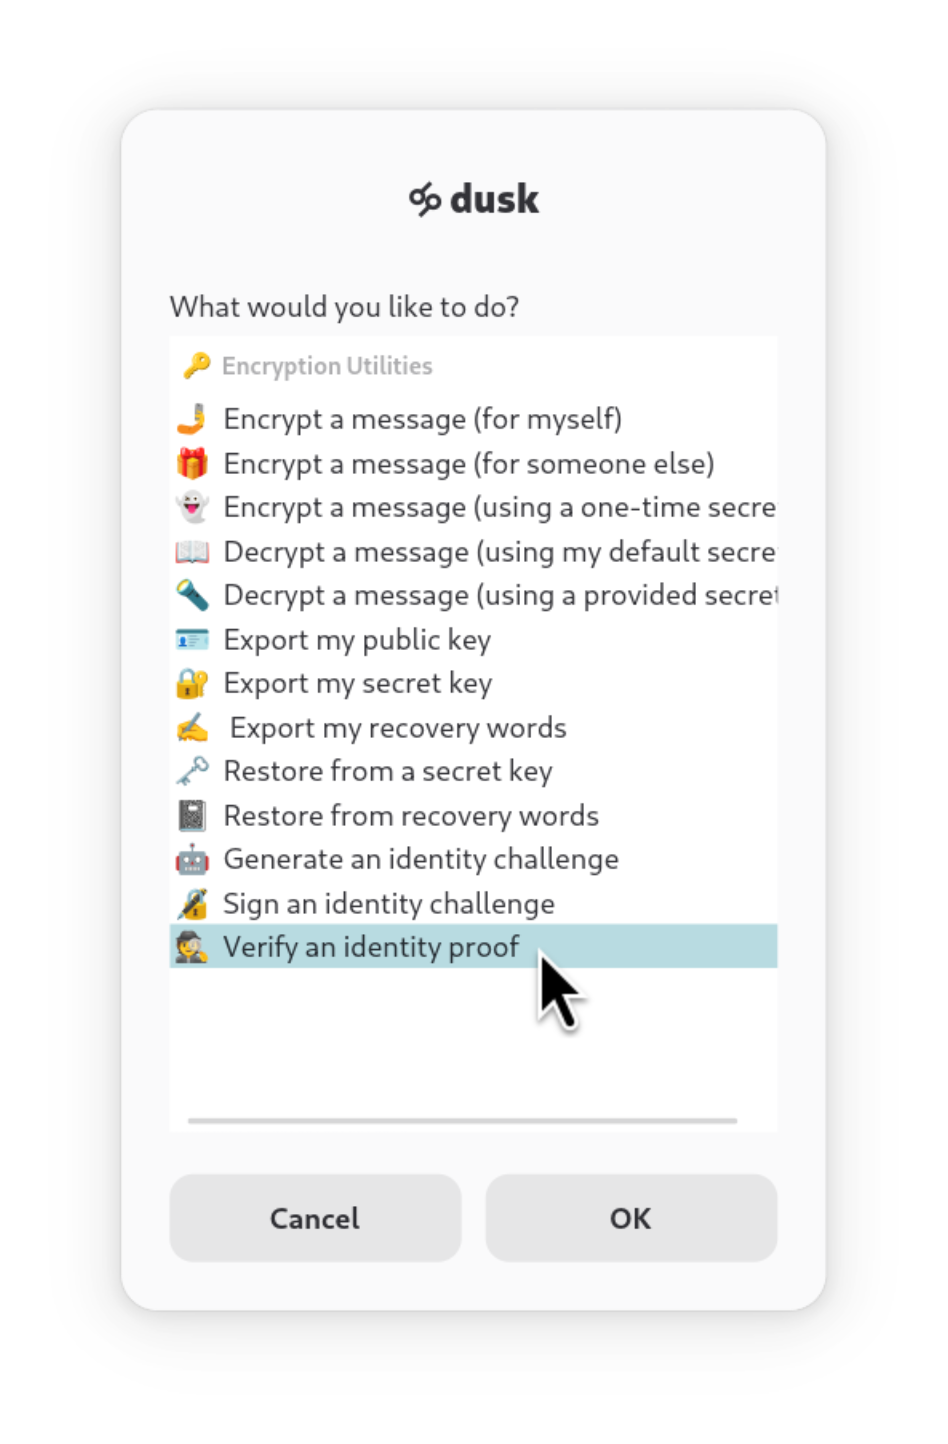 dusk
What would you like to do?
Encryption Utilities
Encrypt a message (for myself)
Encrypt a message (for someone else)
Encrypt a message (using a one-time
Decrypt a message (using my default
Decrypt a message (using a provided secret
Export my public key
Export my secret key
Export my recovery words
Restore from a secret key
Restore from recovery words
Generate an identity challenge
Sign an identity challenge
Verify an identity proof
Cancel
OK